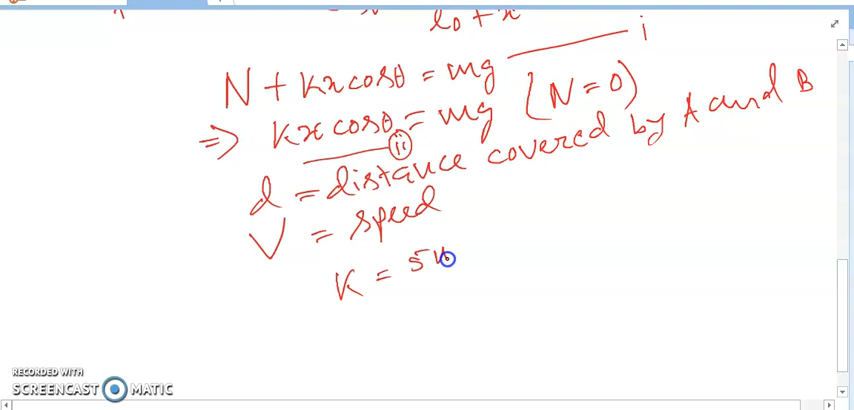 l₀ + x
N + Kx cosθ = mg i
⇒ Kx cosθ = mg (N = 0)
ii
d = distance covered by A and B
V = speed
K = 5
RECORDED WITH
SCREENCAST MATIC